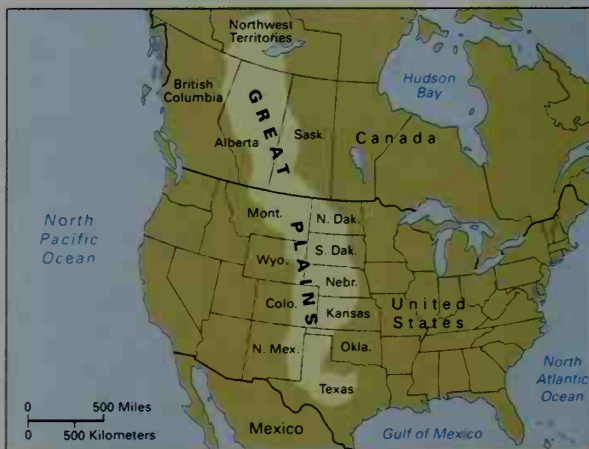 Northwest
Territories
British
Columbia
Hudson
Bay
GREAT
Alberta
Sask.
Canada
North
Pacific
Ocean
PLAINS
Mont.
N. Dak.
S. Dak.
Wyo.
Nebr.
Colo.
Kansas
United
States
N. Mex.
Okla.
Texas
North
Atlantic
Ocean
0 500 Miles
0 500 Kilometers
Mexico
Gulf of Mexico